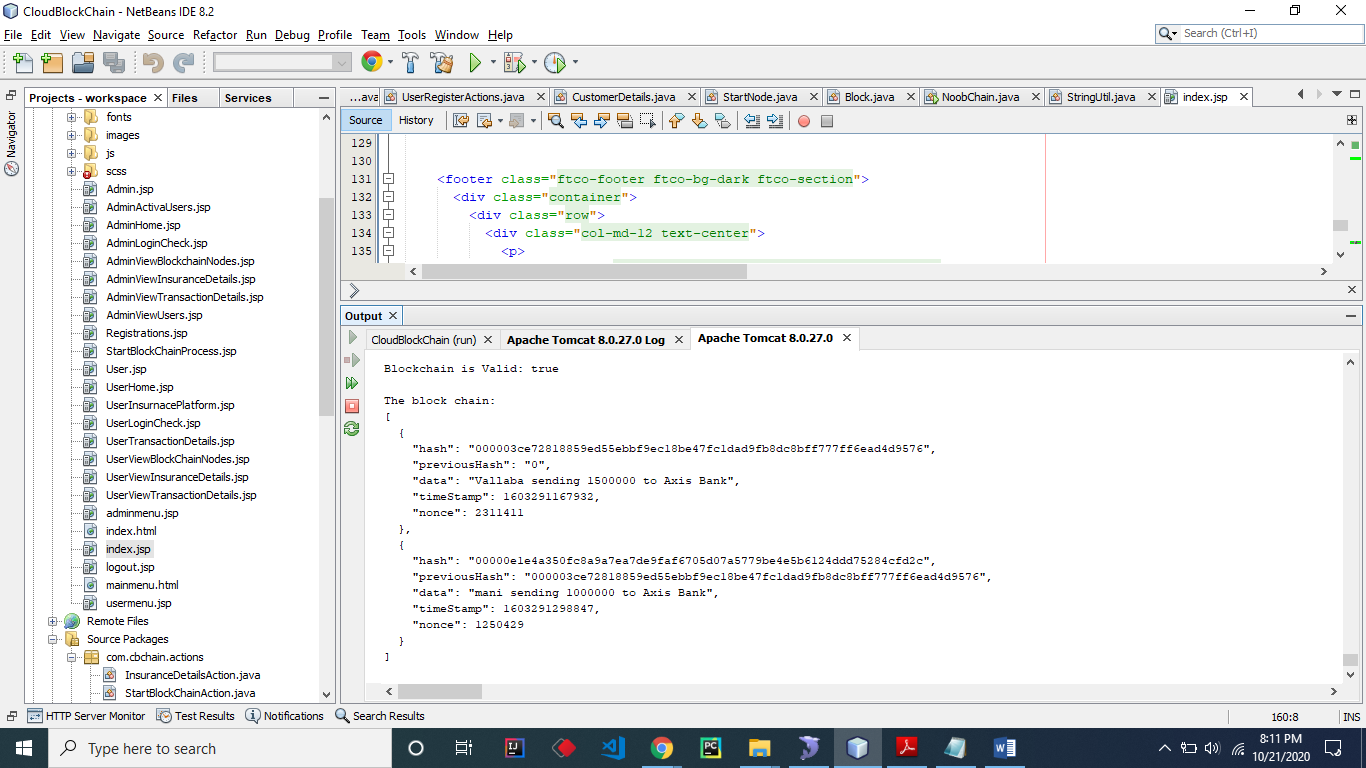 CloudBlockChain - NetBeans IDE 8.2
File Edit View Navigate Source Refactor Run Debug Profile Team Tools Window Help
Search (Ctrl+I)
Projects - workspace Files Services
Navigator
fonts
images
js
scss
Admin.jsp
AdminActivaUsers.jsp
AdminHome.jsp
AdminLoginCheck.jsp
AdminViewBlockchainNodes.jsp
AdminViewInsuranceDetails.jsp
AdminViewTransactionDetails.jsp
AdminViewUsers.jsp
Registrations.jsp
StartBlockChainProcess.jsp
User.jsp
UserHome.jsp
UserInsurnacePlatform.jsp
UserLoginCheck.jsp
UserTransactionDetails.jsp
UserViewBlockChainNodes.jsp
UserViewInsuranceDetails.jsp
UserViewTransactionDetails.jsp
adminmenu.jsp
index.html
index.jsp
logout.jsp
mainmenu.html
usermenu.jsp
Remote Files
Source Packages
com.cbchain.actions
InsuranceDetailsAction.java
StartBlockChainAction.java
...ava UserRegisterActions.java CustomerDetails.java StartNode.java Block.java NoobChain.java StringUtil.java index.jsp
Source History
129
130
131 <footer class="ftco-footer ftco-bg-dark ftco-section">
132 <div class="container">
133 <div class="row">
134 <div class="col-md-12 text-center">
135 <p>
Output
CloudBlockChain (run) Apache Tomcat 8.0.27.0 Log Apache Tomcat 8.0.27.0
Blockchain is Valid: true
The block chain:
[
{
"hash": "000003ce72818859ed55ebbf9ec18be47fc1dad9fb8dc8bff777ff6ead4d9576",
"previousHash": "0",
"data": "Vallaba sending 1500000 to Axis Bank",
"timeStamp": 1603291167932,
"nonce": 2311411
},
{
"hash": "00000e1e4a350fc8a9a7ea7de9faf6705d07a5779be4e5b6124ddd75284cfd2c",
"previousHash": "000003ce72818859ed55ebbf9ec18be47fc1dad9fb8dc8bff777ff6ead4d9576",
"data": "mani sending 1000000 to Axis Bank",
"timeStamp": 1603291298847,
"nonce": 1250429
}
]
HTTP Server Monitor Test Results Notifications Search Results
160:8 INS
Type here to search
8:11 PM
10/21/2020